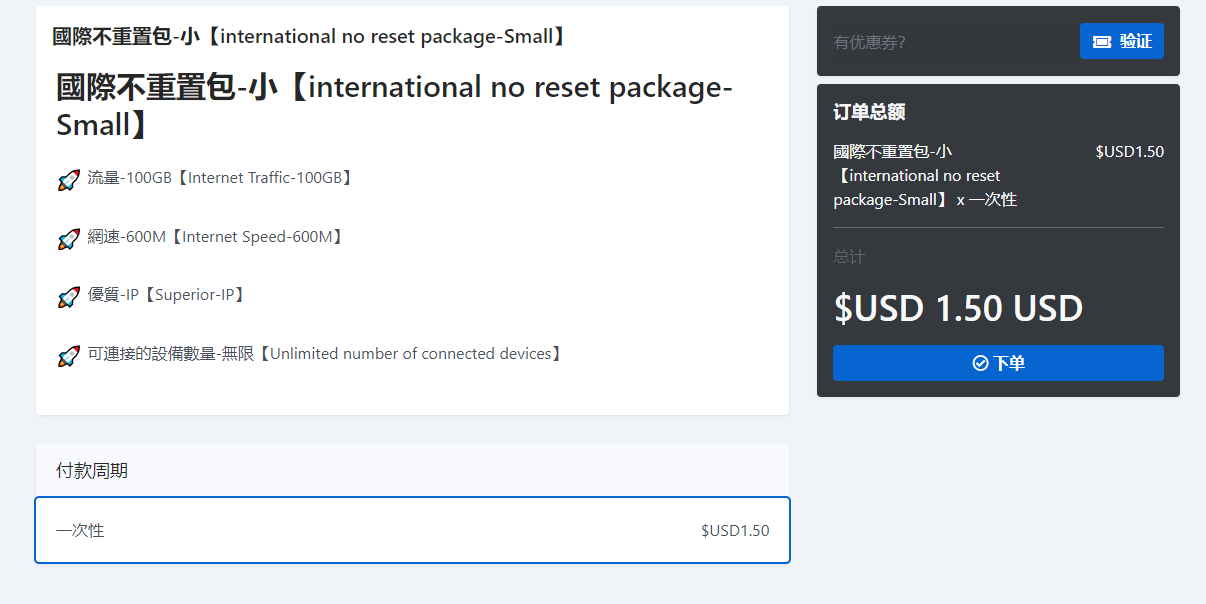 國際不重置包-小【international no reset package-Small】
國際不重置包-小【international no reset package-
Small】
流量-100GB【Internet Traffic-100GB】
網速-600M【Internet Speed-600M】
優質-IP【Superior-IP】
可連接的設備數量-無限【Unlimited number of connected devices】
付款周期
一次性 $USD1.50
有优惠券?
验证
订单总额
國際不重置包-小 $USD1.50
【international no reset
package-Small】 x 一次性
总计
$USD 1.50 USD
下单